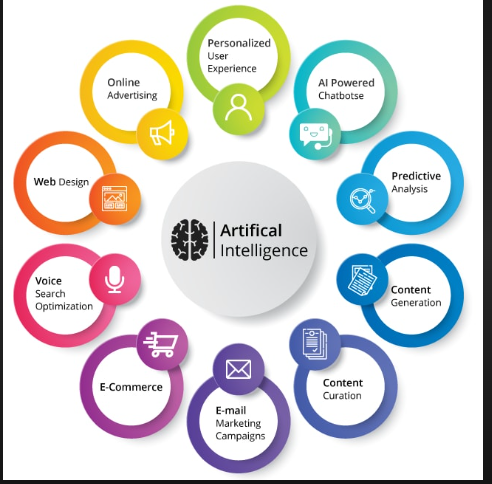 Personalized
User
Experience
AI Powered
Chatbotse
Predictive
Analysis
Content
Generation
Content
Curation
E-mail
Marketing
Campaigns
E-Commerce
Voice
Search
Optimization
Web Design
Online
Advertising
Artifical
Intelligence